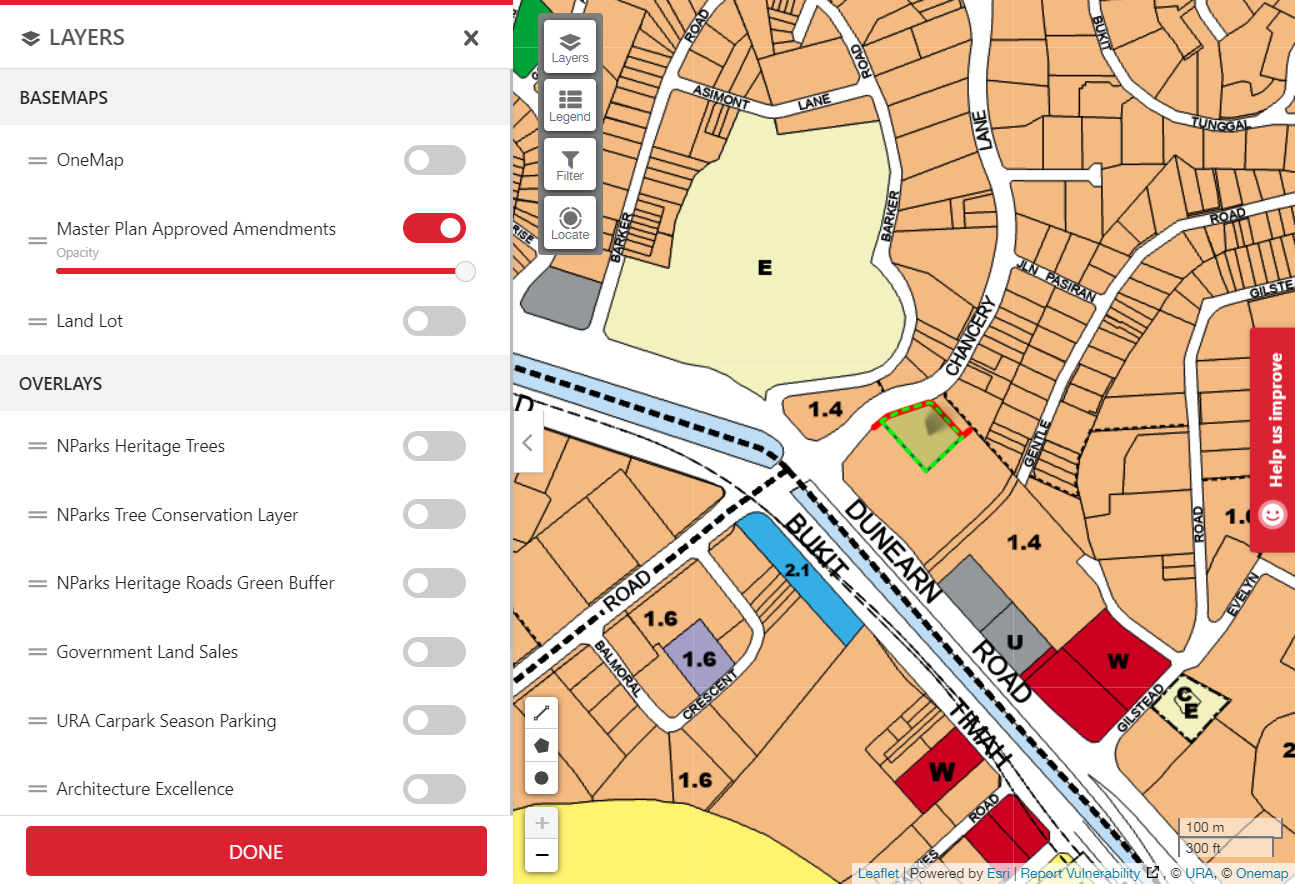 LAYERS
BASEMAPS
OneMap
Master Plan Approved Amendments
Opacity
Land Lot
OVERLAYS
NParks Heritage Trees
NParks Tree Conservation Layer
NParks Heritage Roads Green Buffer
Government Land Sales
URA Carpark Season Parking
Architecture Excellence
DONE
Layers
Legend
Filter
Locate
ROAD
ROAD
BUKIT
ASIMONT LANE
TUNGGAL
LANE
BARKER
BARKER
ROAD
RISE
E
JLN PASIRAN
GILSTE
CHANCERY
1.4
GENTLE
Help us improve
DUNEARN
BUKIT
1.4
ROAD
2.1
ROAD
EVELYN
1.6
1.6
U
ROAD
W
BALMORAL
CRESCENT
GILSTEAD
C
E
TIMAH
1.6
W
ROAD
100 m
300 ft
Leaflet | Powered by Esri | Report Vulnerability , © URA, © Onemap